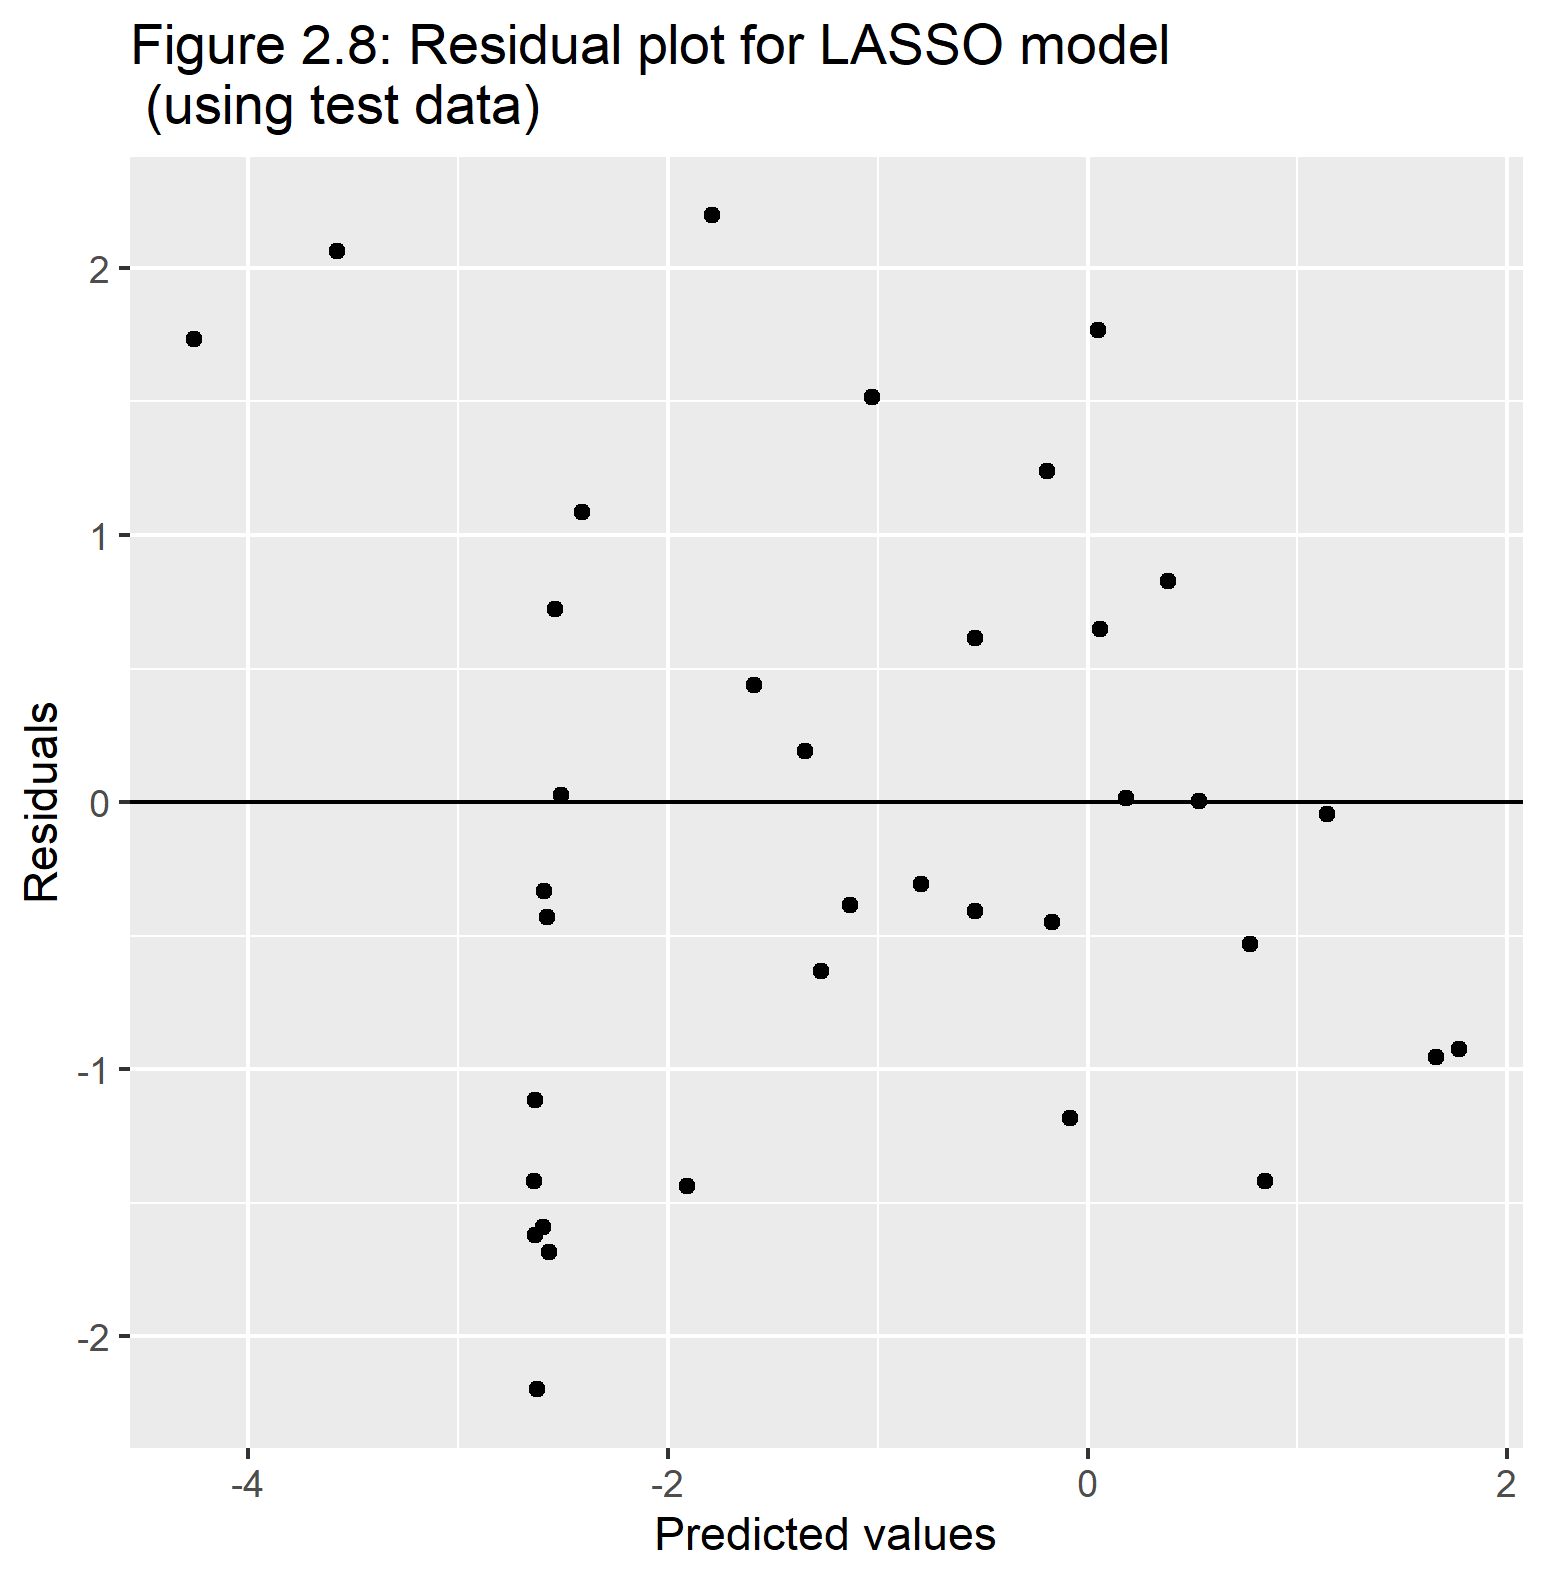 Figure 2.8: Residual plot for LASSO model
(using test data)
2
1
0
-1
-2
Residuals
-4
-2
0
2
Predicted values